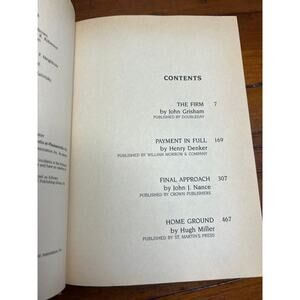 CONTENTS
THE FIRM 7
by John Grisham
PUBLISHED BY DOUBLEDAY
PAYMENT IN FULL 169
by Henry Denker
PUBLISHED BY WILLIAM MORROW & COMPANY
FINAL APPROACH 307
by John J. Nance
PUBLISHED BY CROWN PUBLISHERS
HOME GROUND 467
by Hugh Miller
PUBLISHED BY ST. MARTIN'S PRESS